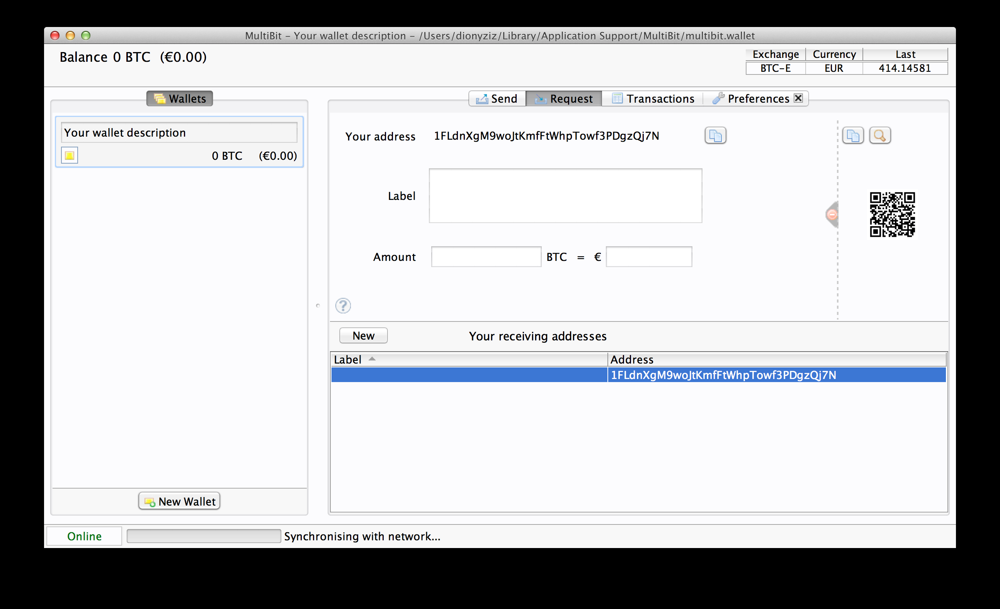 MultiBit – Your wallet description – /Users/dionyziz/Library/Application Support/MultiBit/multibit.wallet
Balance 0 BTC (€0.00)
Exchange Currency Last
BTC-E EUR 414.14581
Wallets
Send Request Transactions Preferences
Your wallet description
0 BTC (€0.00)
Your address 1FLdnXgM9woJtKmfFtWhpTowf3PDgzQj7N
Label
Amount BTC = €
?
New Your receiving addresses
Label Address
1FLdnXgM9woJtKmfFtWhpTowf3PDgzQj7N
New Wallet
Online Synchronising with network...